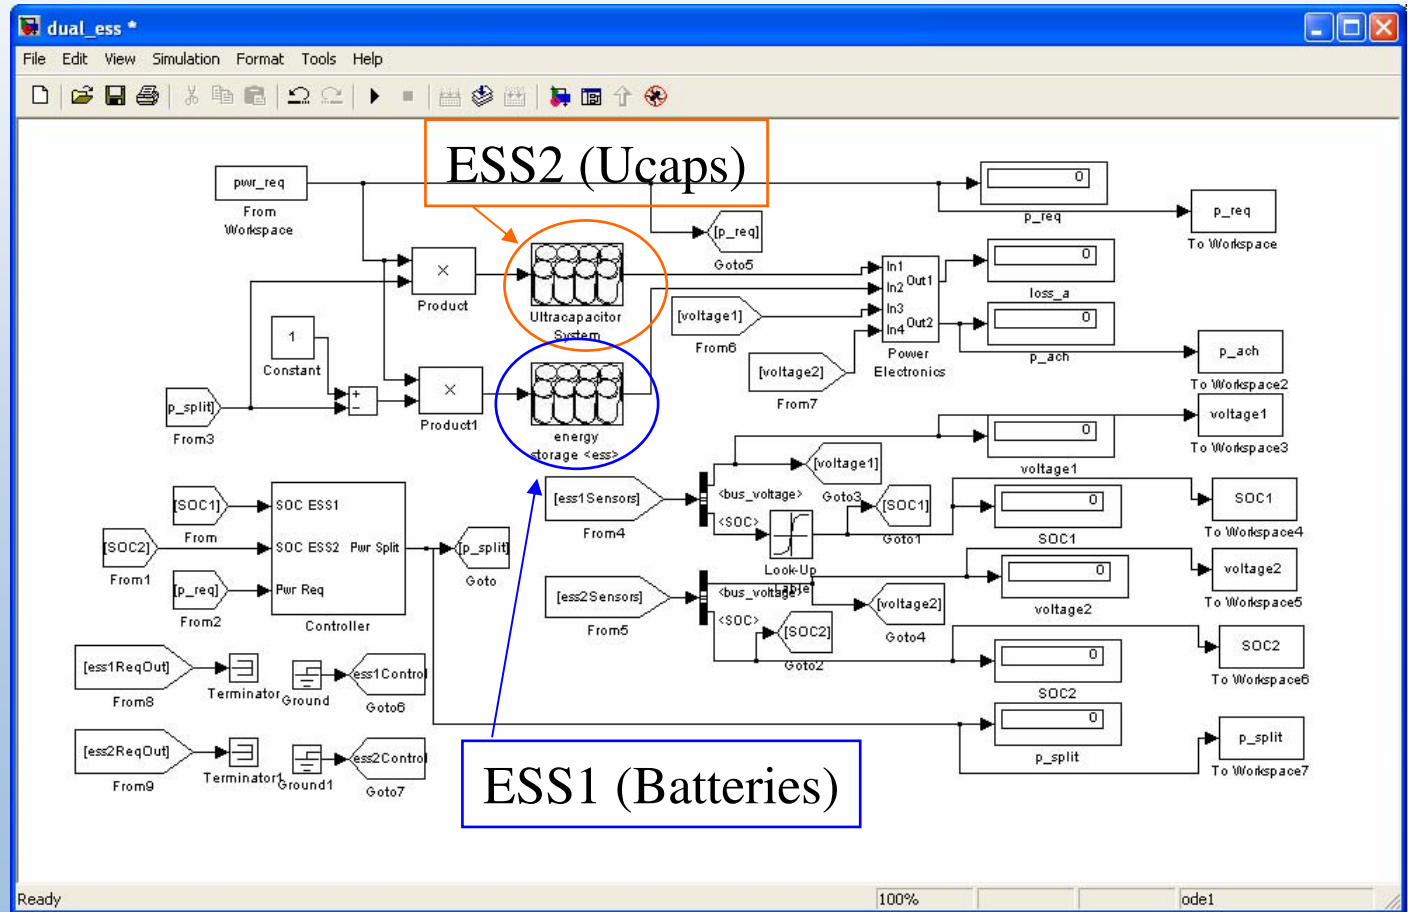 dual_ess *
File Edit View Simulation Format Tools Help
ESS2 (Ucaps)
pwr_req
From
Workspace
0
p_req
p_req
To Workspace
[p_req]
Goto5
×
Product
Ultracapacitor
System
In1
In2
In3
In4
Out1
Out2
Power
Electronics
0
loss_a
0
p_ach
p_ach
To Workspace2
[voltage1]
From6
[voltage2]
From7
1
Constant
p_split]
From3
+
−
×
Product1
energy
storage <ess>
0
voltage1
voltage1
To Workspace3
[ess1Sensors]
From4
<bus_voltage>
<SOC>
[voltage1]
Goto3
[SOC1]
Goto1
Look-Up
Table
0
SOC1
SOC1
To Workspace4
[SOC1]
From
[SOC2]
From1
[p_req]
From2
SOC ESS1
SOC ESS2
Pwr Req
Pwr Split
Controller
[p_split]
Goto
[ess2Sensors]
From5
<bus_voltage>
<SOC>
[voltage2]
Goto4
[SOC2]
Goto2
0
voltage2
voltage2
To Workspace5
0
SOC2
SOC2
To Workspace6
[ess1ReqOut]
From8
Terminator
Ground
ess1Control
Goto6
[ess2ReqOut]
From9
Terminator1
Ground1
ess2Control
Goto7
0
p_split
p_split
To Workspace7
ESS1 (Batteries)
Ready
100%
ode1